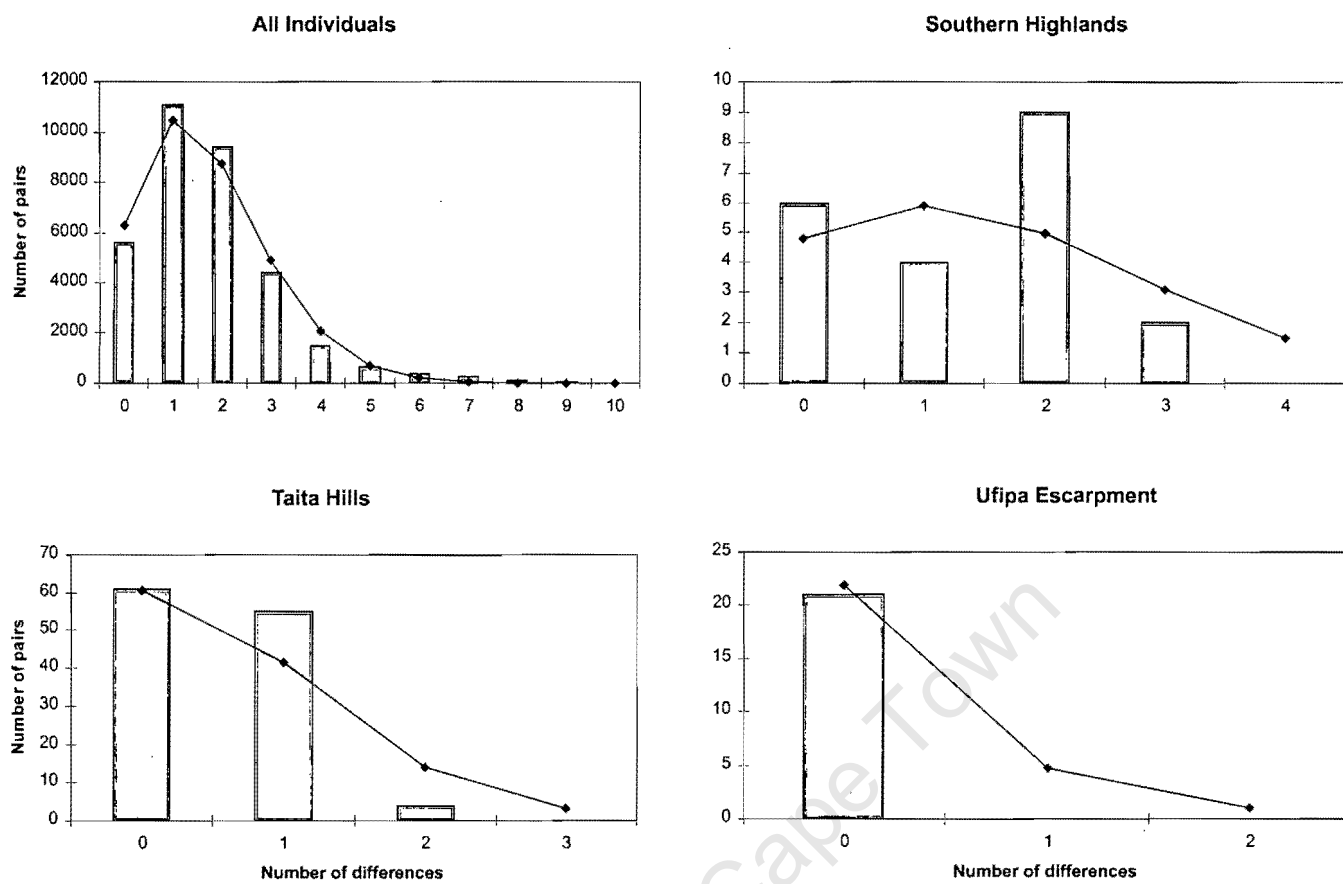 All Individuals
Number of pairs
12000
10000
8000
6000
4000
2000
0
0 1 2 3 4 5 6 7 8 9 10
Southern Highlands
10
9
8
7
6
5
4
3
2
1
0
0 1 2 3 4
Taita Hills
Number of pairs
70
60
50
40
30
20
10
0
0 1 2 3
Number of differences
Ufipa Escarpment
25
20
15
10
5
0
0 1 2
Number of differences
Cape Town